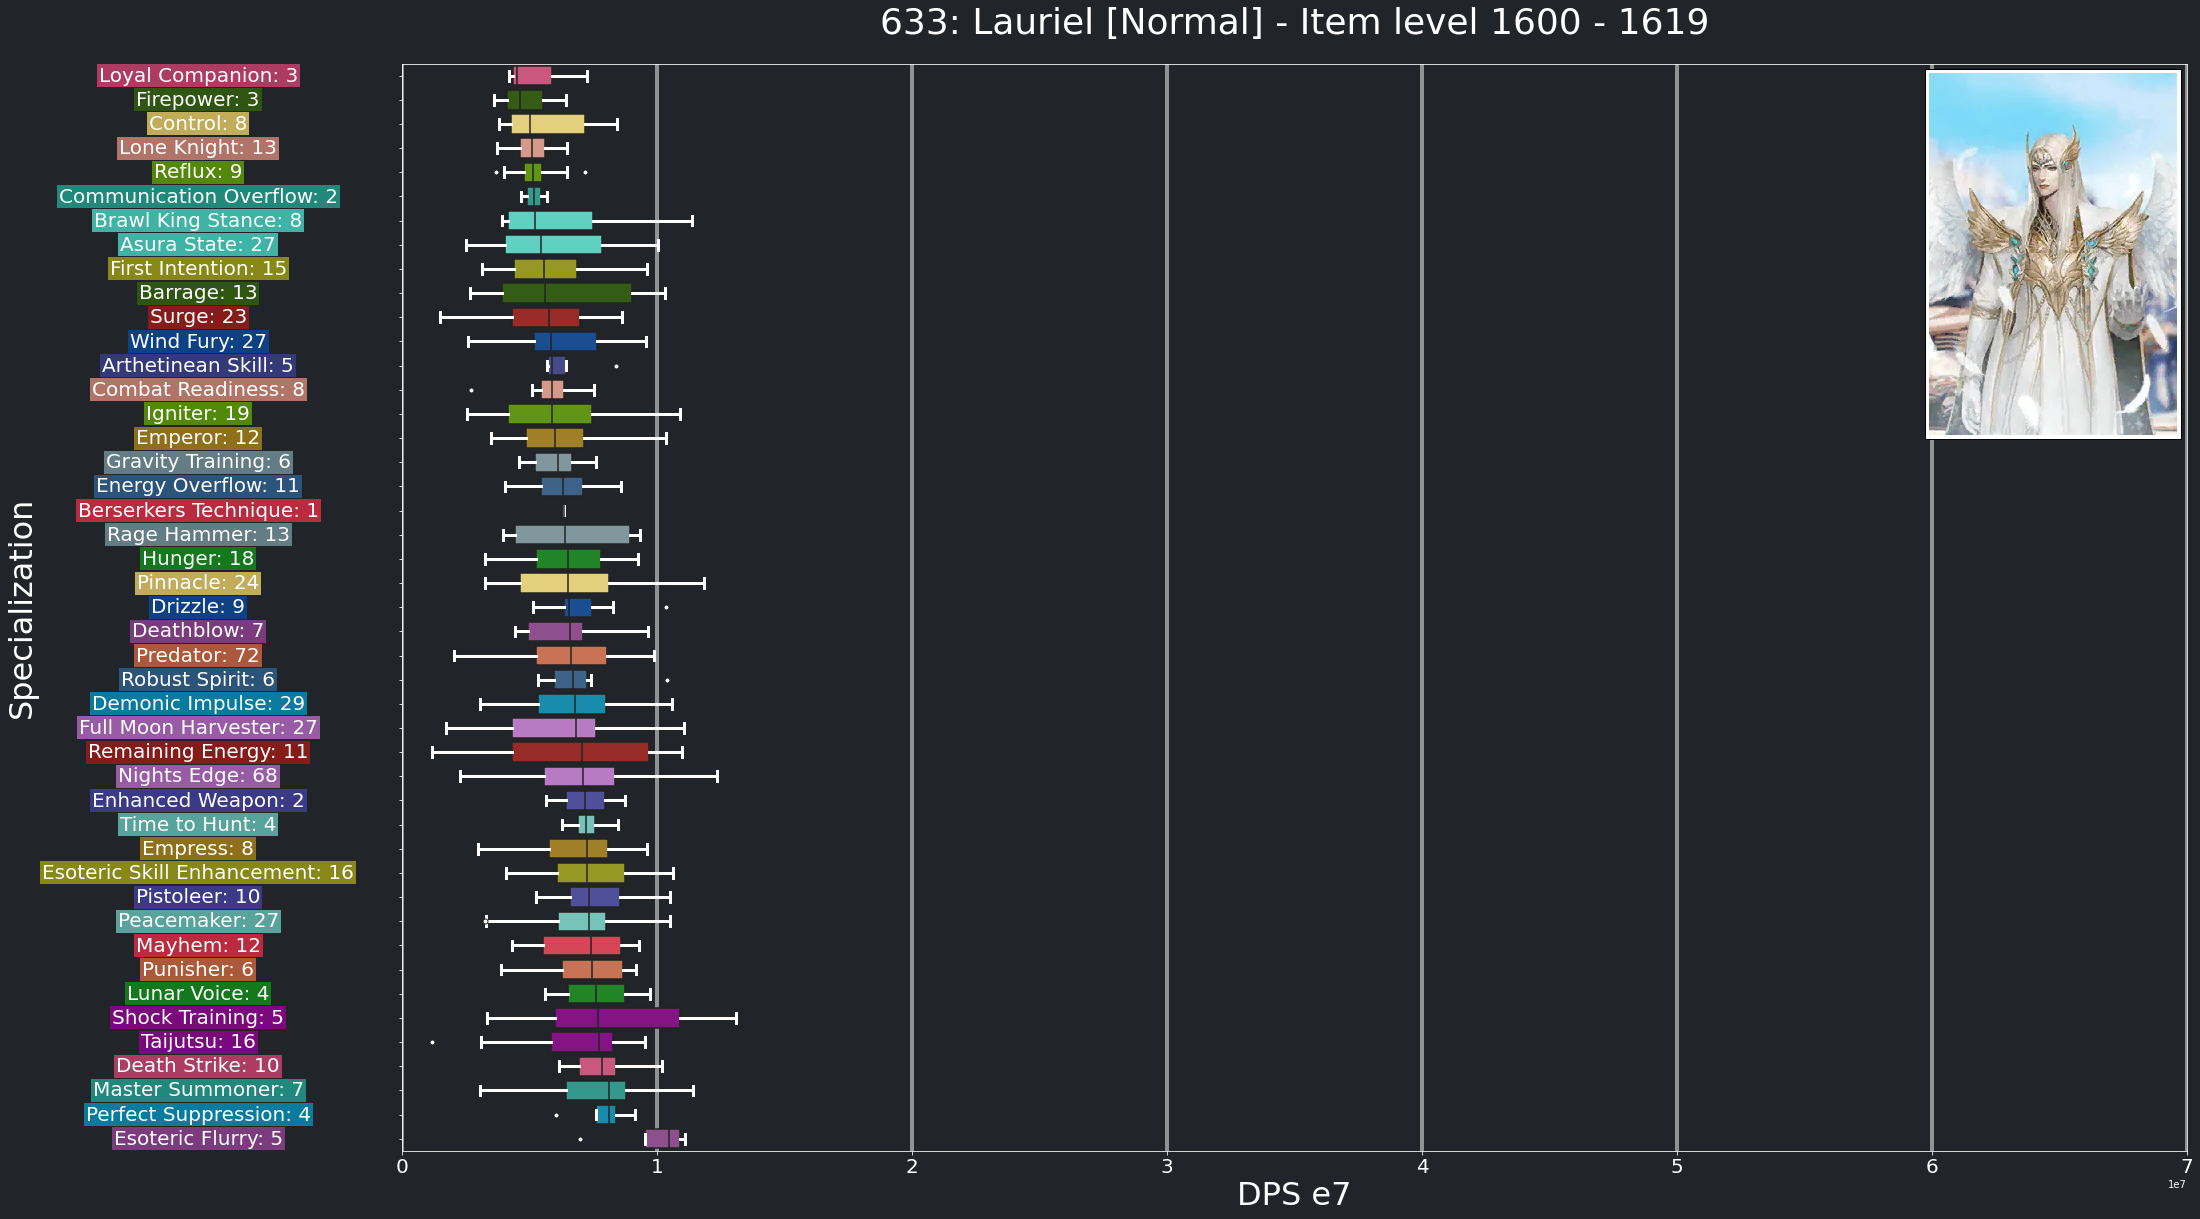 633: Lauriel [Normal] - Item level 1600 - 1619
Specialization
Loyal Companion: 3
Firepower: 3
Control: 8
Lone Knight: 13
Reflux: 9
Communication Overflow: 2
Brawl King Stance: 8
Asura State: 27
First Intention: 15
Barrage: 13
Surge: 23
Wind Fury: 27
Arthetinean Skill: 5
Combat Readiness: 8
Igniter: 19
Emperor: 12
Gravity Training: 6
Energy Overflow: 11
Berserkers Technique: 1
Rage Hammer: 13
Hunger: 18
Pinnacle: 24
Drizzle: 9
Deathblow: 7
Predator: 72
Robust Spirit: 6
Demonic Impulse: 29
Full Moon Harvester: 27
Remaining Energy: 11
Nights Edge: 68
Enhanced Weapon: 2
Time to Hunt: 4
Empress: 8
Esoteric Skill Enhancement: 16
Pistoleer: 10
Peacemaker: 27
Mayhem: 12
Punisher: 6
Lunar Voice: 4
Shock Training: 5
Taijutsu: 16
Death Strike: 10
Master Summoner: 7
Perfect Suppression: 4
Esoteric Flurry: 5
0 1 2 3 4 5 6 7
1e7
DPS e7